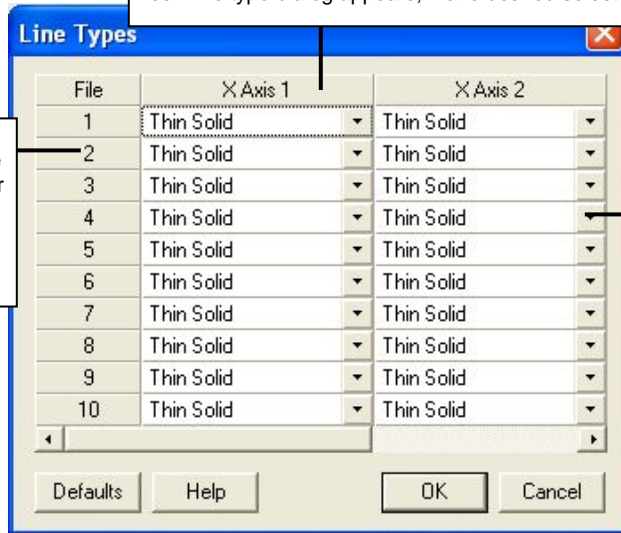 Line Types
File X Axis 1 X Axis 2
1 Thin Solid Thin Solid
2 Thin Solid Thin Solid
r
3 Thin Solid Thin Solid
4 Thin Solid Thin Solid
5 Thin Solid Thin Solid
6 Thin Solid Thin Solid
7 Thin Solid Thin Solid
8 Thin Solid Thin Solid
9 Thin Solid Thin Solid
10 Thin Solid Thin Solid
Defaults Help OK Cancel